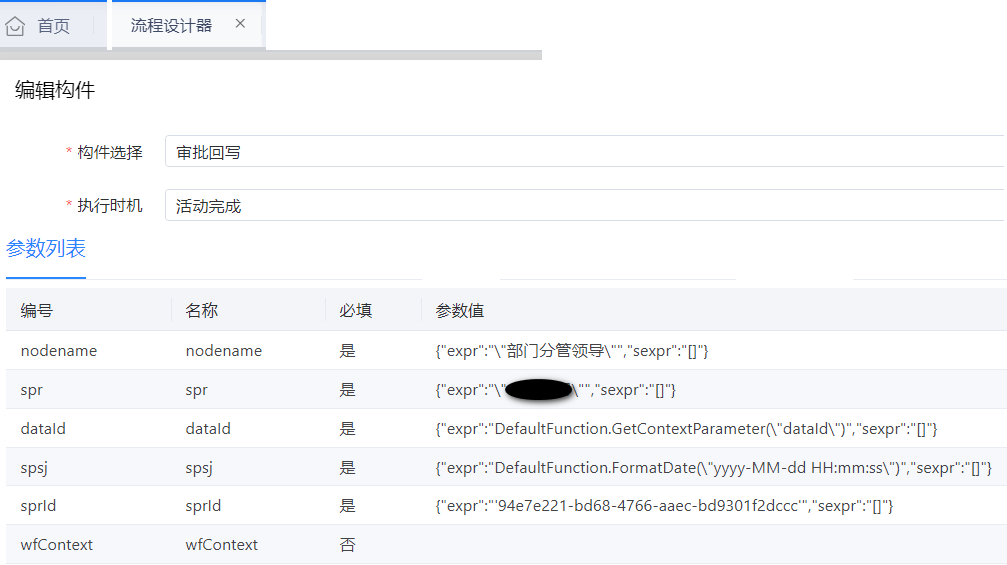 首页 流程设计器 ×
编辑构件
* 构件选择 审批回写
* 执行时机 活动完成
参数列表
编号 名称 必填 参数值
nodename nodename 是 {"expr":"\"部门分管领导\"","sexpr":"[]"}
spr spr 是 {"expr":"\" \"","sexpr":"[]"}
dataId dataId 是 {"expr":"DefaultFunction.GetContextParameter(\"dataId\")","sexpr":"[]"}
spsj spsj 是 {"expr":"DefaultFunction.FormatDate(\"yyyy-MM-dd HH:mm:ss\")","sexpr":"[]"}
sprId sprId 是 {"expr":"'94e7e221-bd68-4766-aaec-bd9301f2dccc'","sexpr":"[]"}
wfContext wfContext 否